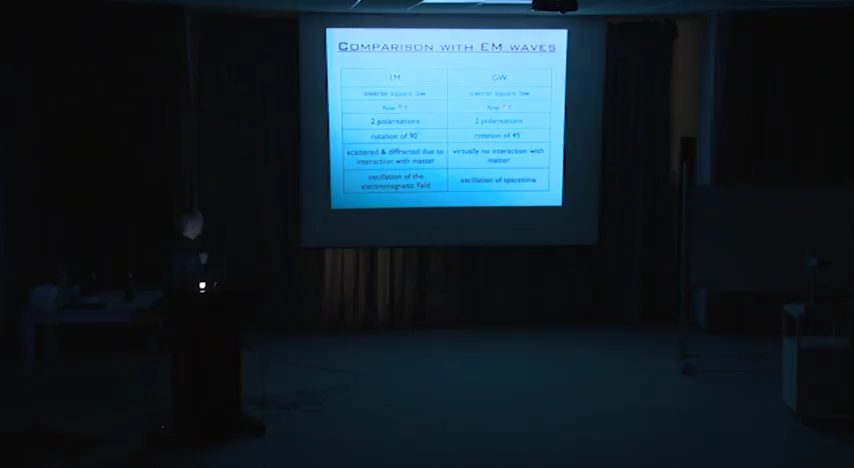 COMPARISON WITH EM WAVES
EM GW
inverse square law inverse square law
2 polarisations 2 polarisations
rotation of 90° rotation of 45°
scattered & diffracted due to virtually no interaction with
interaction with matter matter
oscillation of the oscillation of spacetime
electromagnetic field